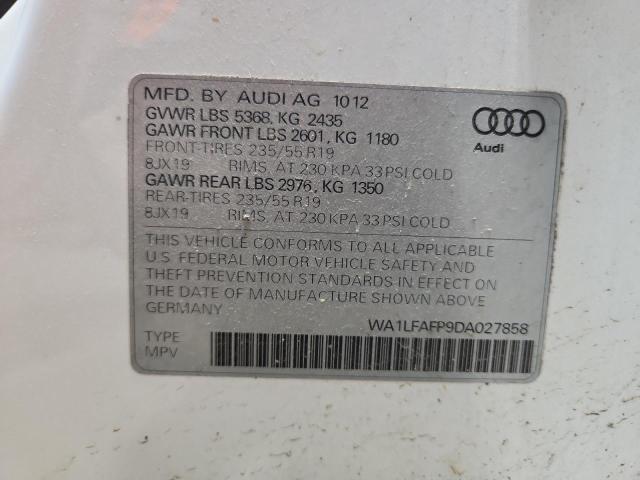 MFD. BY AUDI AG 10 12
GVWR LBS 5368, KG 2435
GAWR FRONT LBS 2601, KG 1180
FRONT-TIRES 235/55 R19
8JX19 RIMS, AT 230 KPA 33 PSI COLD
GAWR REAR LBS 2976, KG 1350
REAR-TIRES 235/55 R19
8JX19 RIMS, AT 230 KPA 33 PSI COLD
Audi
THIS VEHICLE CONFORMS TO ALL APPLICABLE
U.S. FEDERAL MOTOR VEHICLE SAFETY AND
THEFT PREVENTION STANDARDS IN EFFECT ON
THE DATE OF MANUFACTURE SHOWN ABOVE.
GERMANY
WA1LFAFP9DA027858
TYPE
MPV